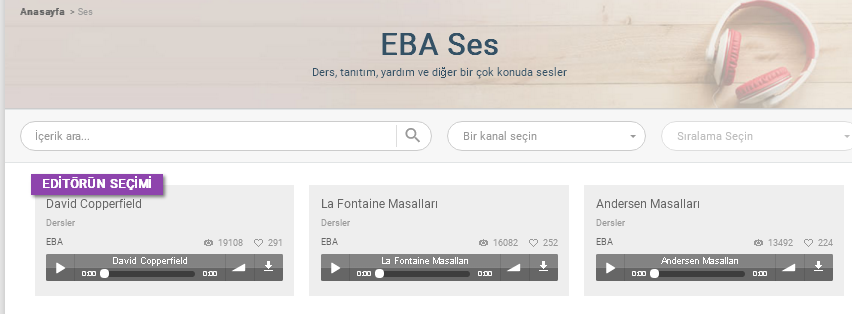 Anasayfa > Ses
EBA Ses
Ders, tanıtım, yardım ve diğer bir çok konuda sesler
İçerik ara...
Bir kanal seçin
Sıralama Seçin
EDİTÖRÜN SEÇİMİ
David Copperfield
Dersler
EBA 19108 291
David Copperfield
0:00 0:00
La Fontaine Masalları
Dersler
EBA 16082 252
La Fontaine Masalları
0:00 0:00
Andersen Masalları
Dersler
EBA 13492 224
Andersen Masalları
0:00 0:00